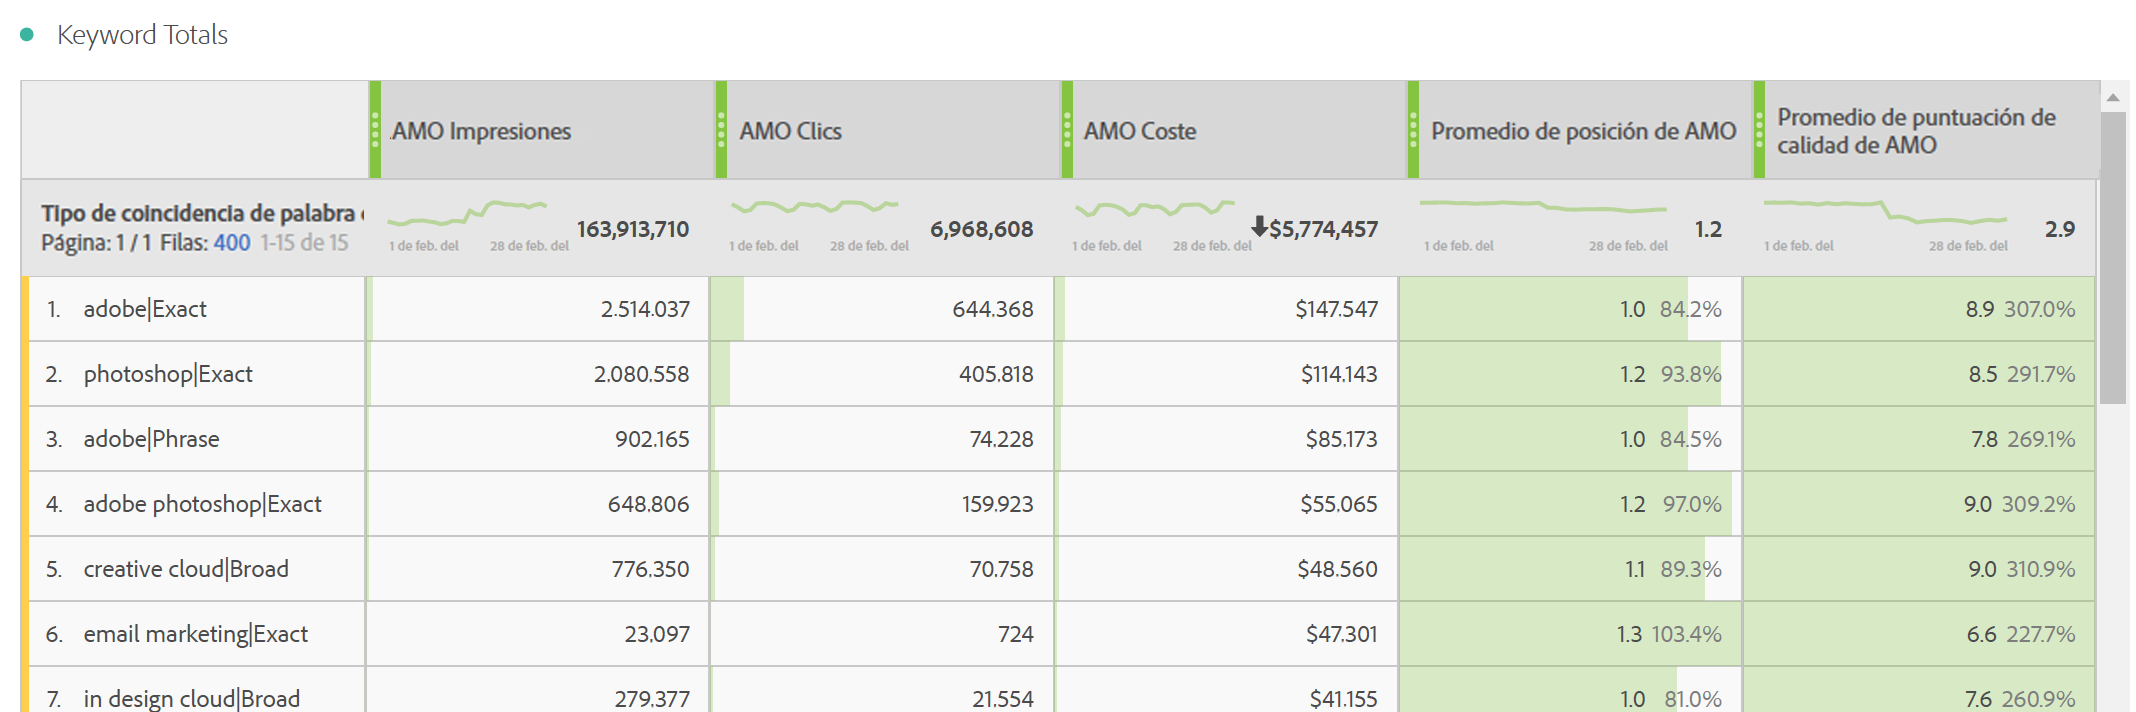 Keyword Totals
AMO Impresiones
AMO Clics
AMO Coste
Promedio de posición de AMO
Promedio de puntuación de
calidad de AMO
Tipo de coincidencia de palabra
Página: 1 / 1 Filas: 400 1-15 de 15
1 de feb. del 28 de feb. del 163,913,710
1 de feb. del 28 de feb. del 6,968,608
1 de feb. del 28 de feb. del $5,774,457
1 de feb. del 28 de feb. del 1.2
1 de feb. del 28 de feb. del 2.9
1. adobe|Exact 2.514.037 644.368 $147.547 1.0 84.2% 8.9 307.0%
2. photoshop|Exact 2.080.558 405.818 $114.143 1.2 93.8% 8.5 291.7%
3. adobe|Phrase 902.165 74.228 $85.173 1.0 84.5% 7.8 269.1%
4. adobe photoshop|Exact 648.806 159.923 $55.065 1.2 97.0% 9.0 309.2%
5. creative cloud|Broad 776.350 70.758 $48.560 1.1 89.3% 9.0 310.9%
6. email marketing|Exact 23.097 724 $47.301 1.3 103.4% 6.6 227.7%
7. in design cloud|Broad 279.377 21.554 $41.155 1.0 81.0% 7.6 260.9%